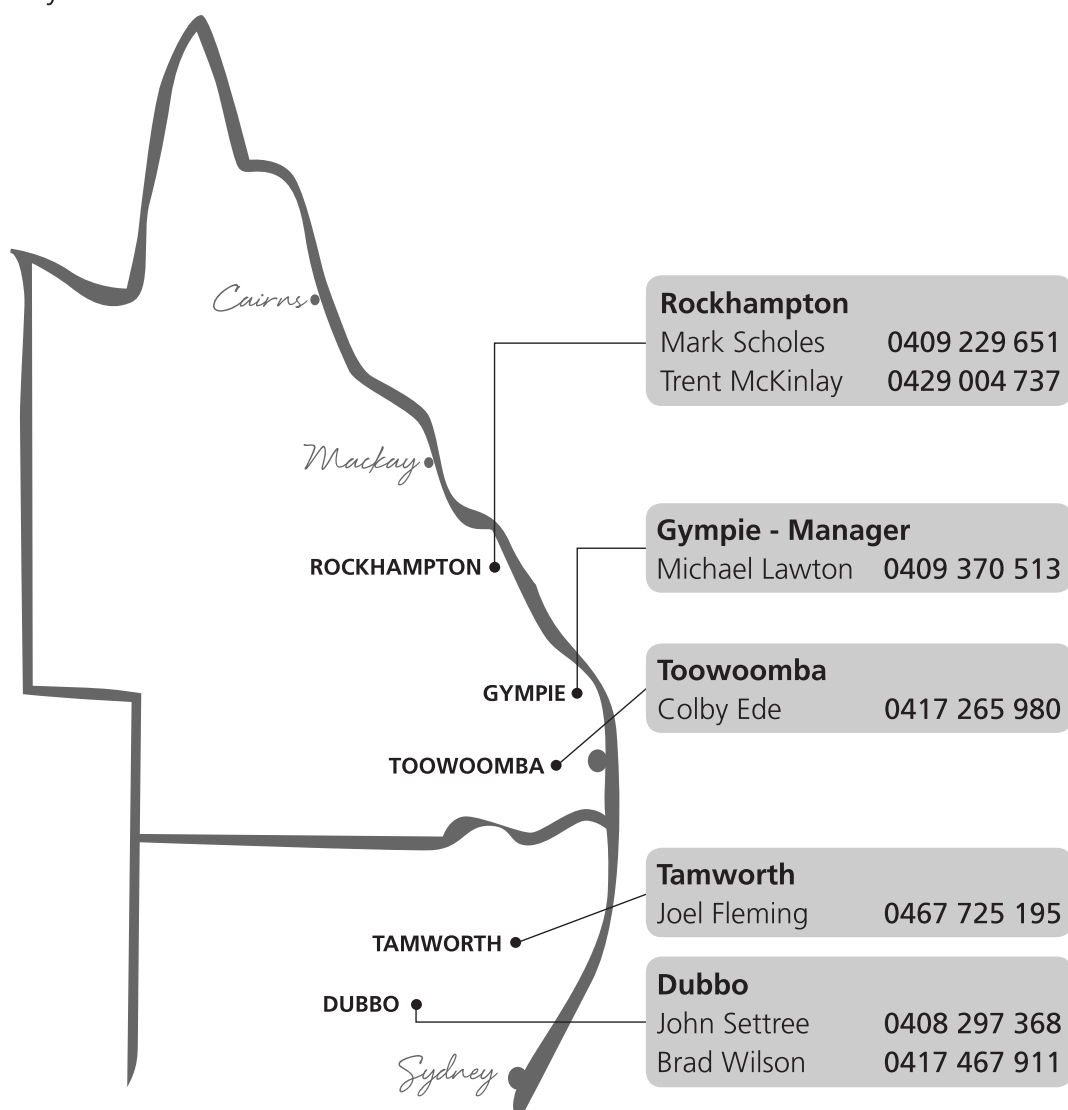 Cairns
Rockhampton
Mark Scholes 0409 229 651
Trent McKinlay 0429 004 737
Mackay
Gympie - Manager
ROCKHAMPTON
Michael Lawton 0409 370 513
Toowoomba
GYMPIE
Colby Ede 0417 265 980
TOOWOOMBA
Tamworth
Joel Fleming 0467 725 195
TAMWORTH
Dubbo
DUBBO
John Settree 0408 297 368
Brad Wilson 0417 467 911
Sydney